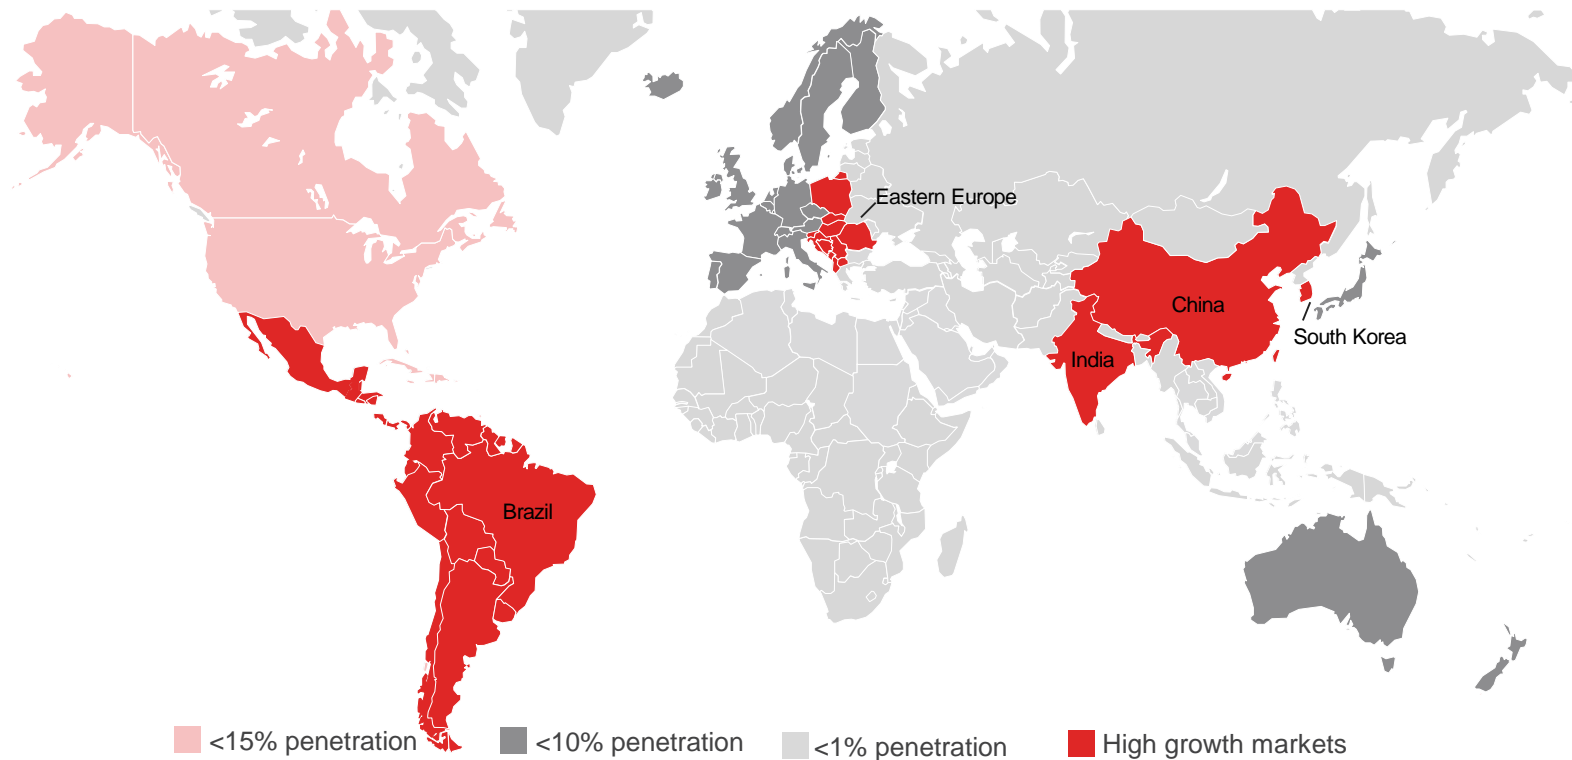 Eastern Europe
China
South Korea
India
Brazil
<15% penetration
<10% penetration
<1% penetration
High growth markets